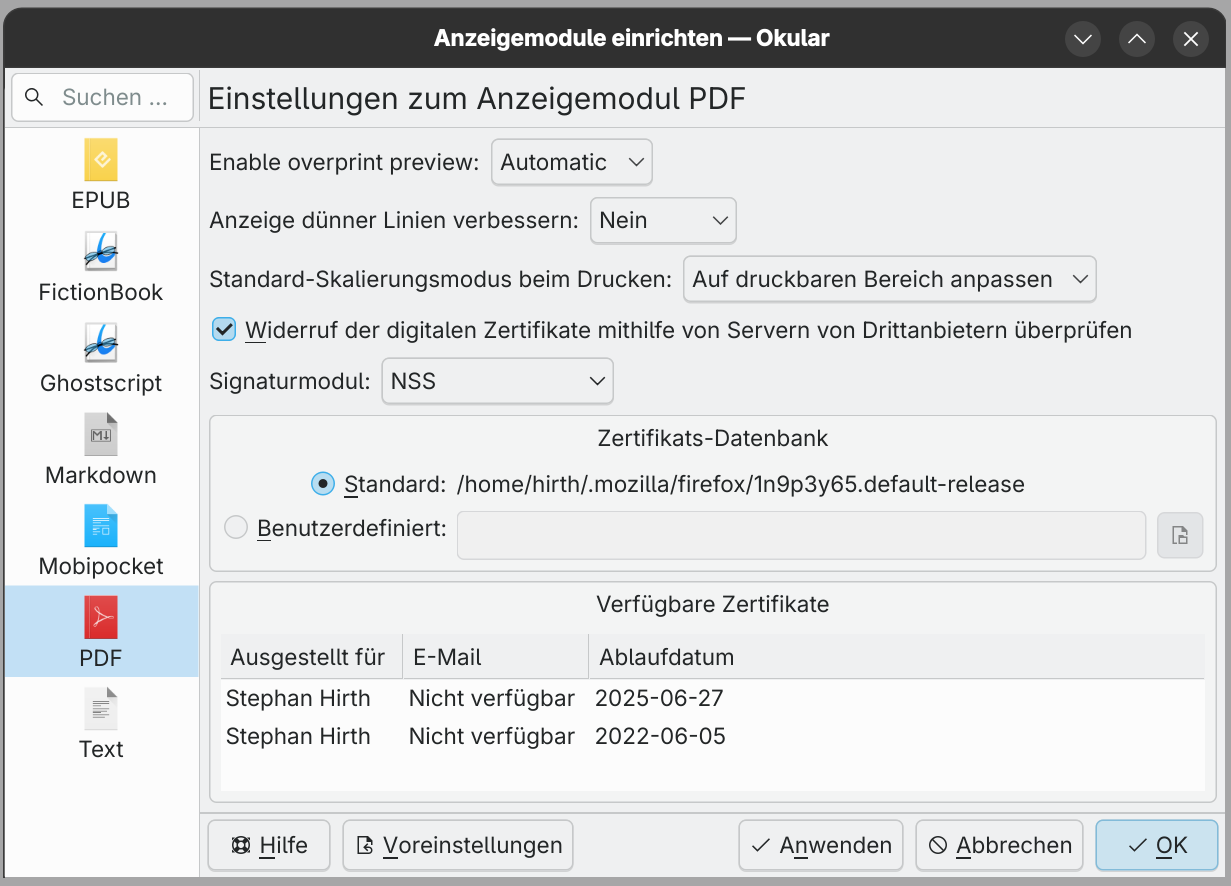 Anzeigemodule einrichten — Okular
Suchen ...
Einstellungen zum Anzeigemodul PDF
EPUB
FictionBook
Ghostscript
Markdown
Mobipocket
PDF
Text
Enable overprint preview: Automatic
Anzeige dünner Linien verbessern: Nein
Standard-Skalierungsmodus beim Drucken: Auf druckbaren Bereich anpassen
Widerruf der digitalen Zertifikate mithilfe von Servern von Drittanbietern überprüfen
Signaturmodul: NSS
Zertifikats-Datenbank
Standard: /home/hirth/.mozilla/firefox/1n9p3y65.default-release
Benutzerdefiniert:
Verfügbare Zertifikate
Ausgestellt für E-Mail Ablaufdatum
Stephan Hirth Nicht verfügbar 2025-06-27
Stephan Hirth Nicht verfügbar 2022-06-05
Hilfe Voreinstellungen Anwenden Abbrechen OK